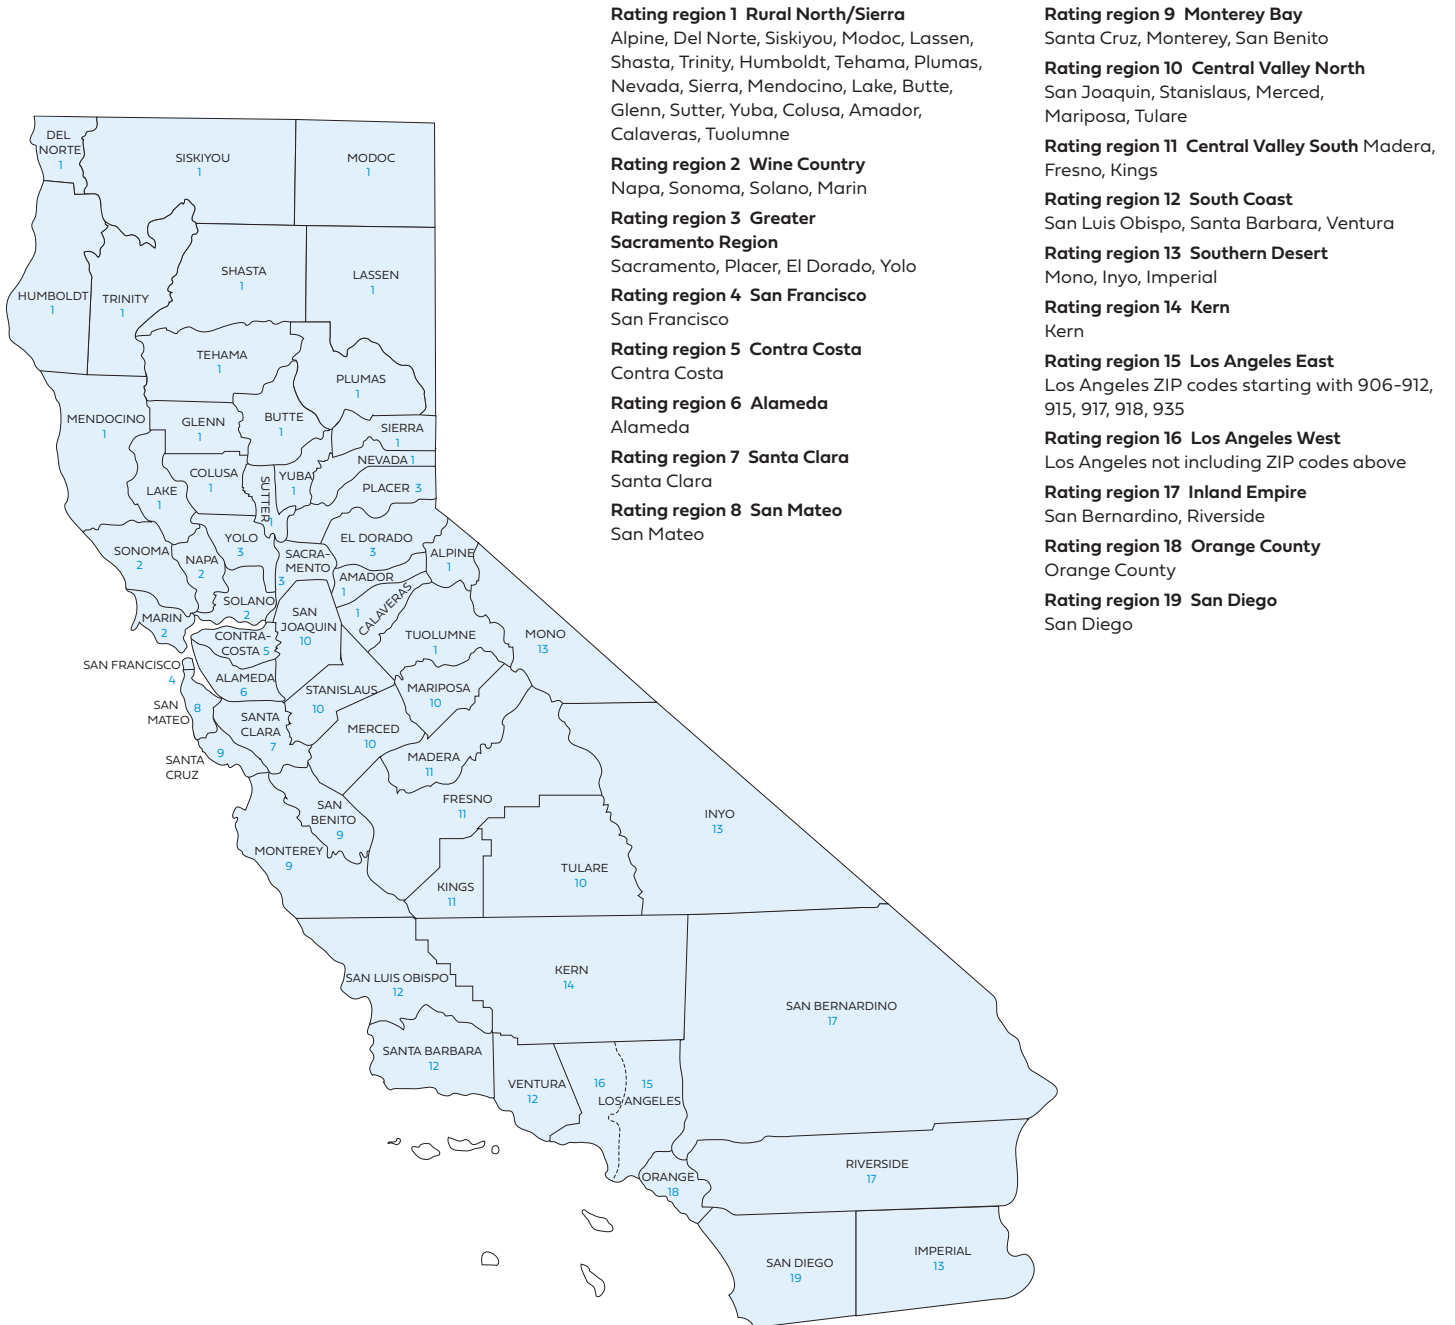 Rating region 1 Rural North/Sierra
Alpine, Del Norte, Siskiyou, Modoc, Lassen,
Shasta, Trinity, Humboldt, Tehama, Plumas,
Nevada, Sierra, Mendocino, Lake, Butte,
Glenn, Sutter, Yuba, Colusa, Amador,
Calaveras, Tuolumne
Rating region 2 Wine Country
Napa, Sonoma, Solano, Marin
Rating region 3 Greater
Sacramento Region
Sacramento, Placer, El Dorado, Yolo
Rating region 4 San Francisco
San Francisco
Rating region 5 Contra Costa
Contra Costa
Rating region 6 Alameda
Alameda
Rating region 7 Santa Clara
Santa Clara
Rating region 8 San Mateo
San Mateo
Rating region 9 Monterey Bay
Santa Cruz, Monterey, San Benito
Rating region 10 Central Valley North
San Joaquin, Stanislaus, Merced,
Mariposa, Tulare
Rating region 11 Central Valley South Madera,
Fresno, Kings
Rating region 12 South Coast
San Luis Obispo, Santa Barbara, Ventura
Rating region 13 Southern Desert
Mono, Inyo, Imperial
Rating region 14 Kern
Kern
Rating region 15 Los Angeles East
Los Angeles ZIP codes starting with 906-912,
915, 917, 918, 935
Rating region 16 Los Angeles West
Los Angeles not including ZIP codes above
Rating region 17 Inland Empire
San Bernardino, Riverside
Rating region 18 Orange County
Orange County
Rating region 19 San Diego
San Diego
DEL
NORTE
1
SISKIYOU
1
MODOC
1
HUMBOLDT
1
TRINITY
1
SHASTA
1
LASSEN
1
TEHAMA
1
PLUMAS
1
MENDOCINO
1
GLENN
1
BUTTE
1
SIERRA
1
NEVADA 1
COLUSA
1
SUTTER
1
YUBA
1
PLACER 3
LAKE
1
SONOMA
2
NAPA
2
YOLO
3
SACRA-
MENTO
3
EL DORADO
3
ALPINE
1
AMADOR
1
CALAVERAS
1
SOLANO
2
MARIN
2
SAN
JOAQUIN
10
CONTRA-
COSTA 5
TUOLUMNE
1
MONO
13
SAN FRANCISCO
4
ALAMEDA
6
STANISLAUS
10
MARIPOSA
10
SAN
MATEO
8
SANTA
CLARA
7
MERCED
10
SANTA
CRUZ
9
MADERA
11
FRESNO
11
SAN
BENITO
9
INYO
13
MONTEREY
9
KINGS
11
TULARE
10
SAN LUIS OBISPO
12
KERN
14
SAN BERNARDINO
17
SANTA BARBARA
12
VENTURA
12
16
15
LOS ANGELES
ORANGE
18
RIVERSIDE
17
SAN DIEGO
19
IMPERIAL
13